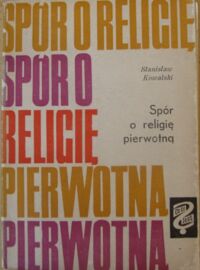 SPÓR O RELIGIĘ
SPÓR O
RELIGIĘ
PIERWOTNĄ
PIERWOTNĄ
Stanisław
Kowalski
Spór
o religię
pierwotną